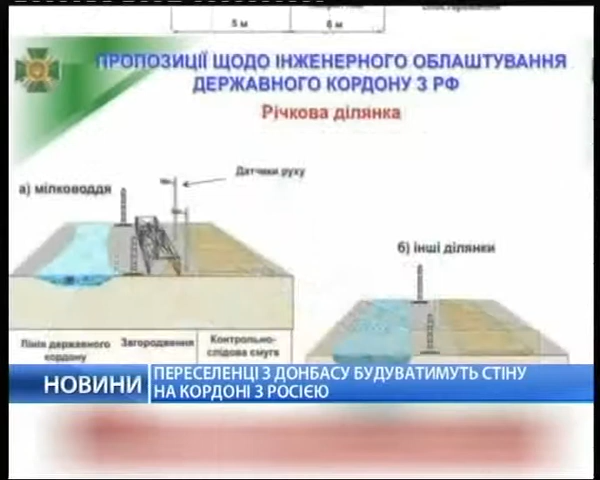 5 м
6 м
ПРОПОЗИЦІЇ ЩОДО ІНЖЕНЕРНОГО ОБЛАШТУВАННЯ
ДЕРЖАВНОГО КОРДОНУ З РФ
Річкова ділянка
Датчики руху
а) мілководдя
б) інші ділянки
Лінія державного кордону
Загородження
Контрольно-слідова смуга
НОВИНИ
ПЕРЕСЕЛЕНЦІ З ДОНБАСУ БУДУВАТИМУТЬ СТІНУ
НА КОРДОНІ З РОСІЄЮ